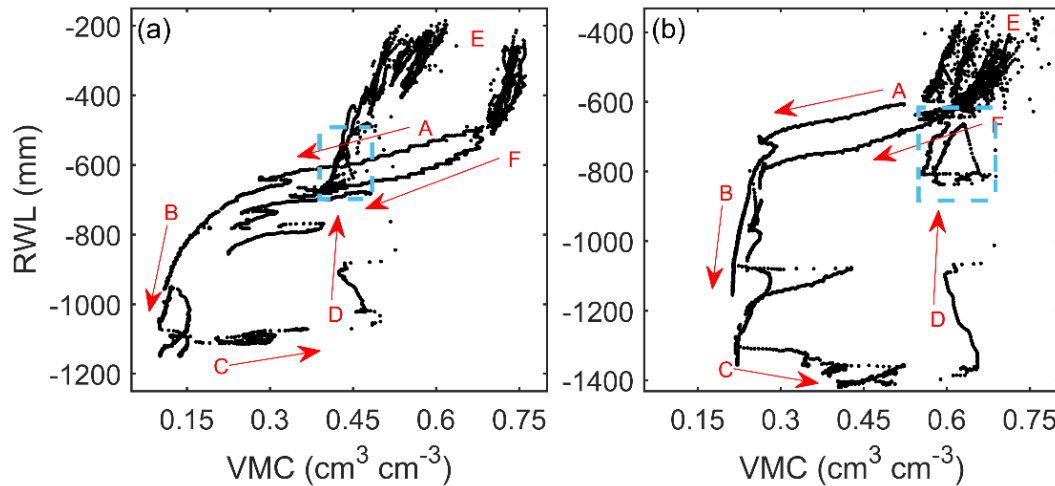 (a)
-200
-400
-600
-800
-1000
-1200
RWL (mm)
0.15
0.3
0.45
0.6
0.75
VMC (cm³ cm⁻³)
A
B
C
D
E
F
(b)
-400
-600
-800
-1000
-1200
-1400
0.15
0.3
0.45
0.6
0.75
VMC (cm³ cm⁻³)
A
B
C
D
E
F